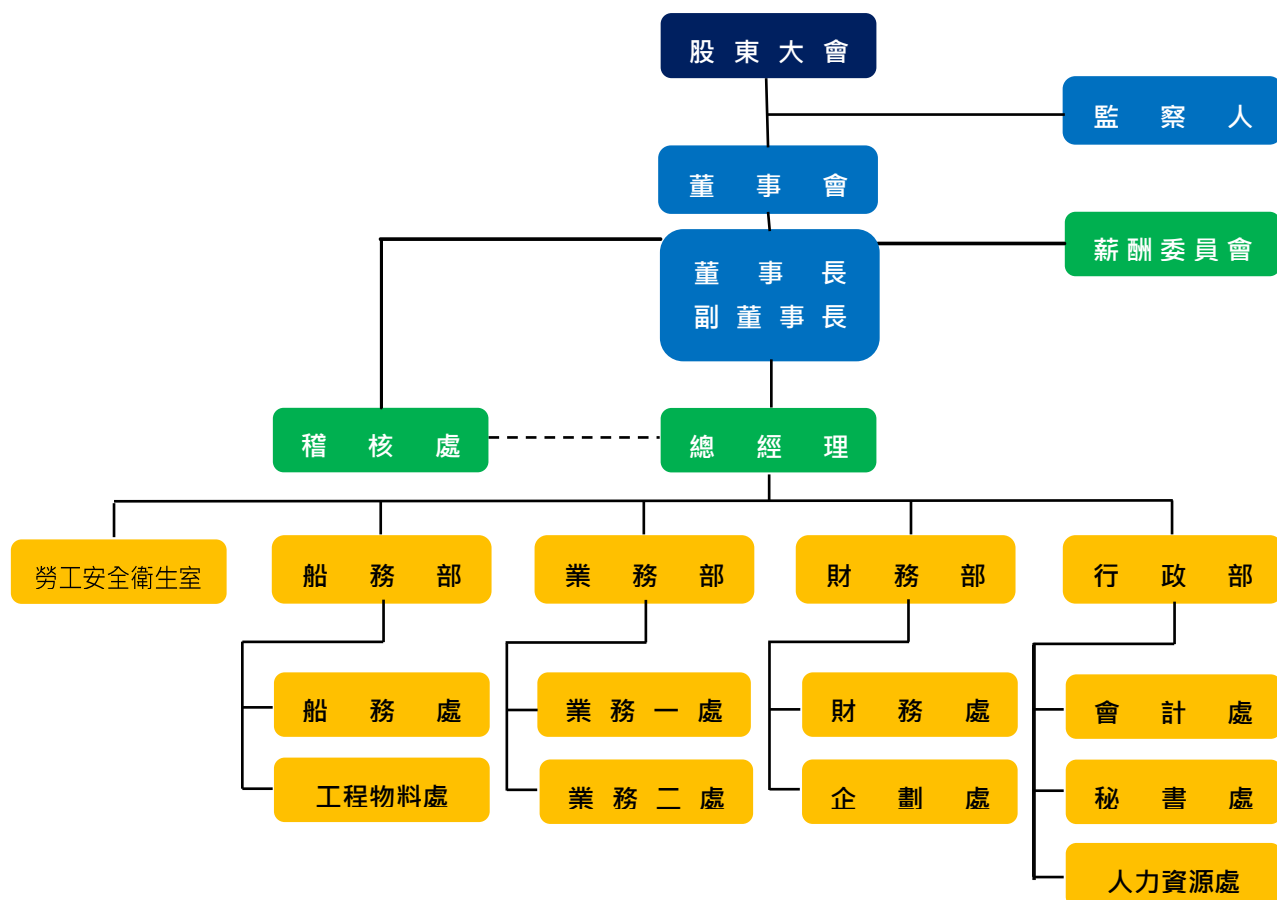 股東大會
監察人
董事會
薪酬委員會
董事長
副董事長
稽核處
總經理
勞工安全衛生室
船務部
業務部
財務部
行政部
船務處
業務一處
財務處
會計處
工程物料處
業務二處
企劃處
秘書處
人力資源處